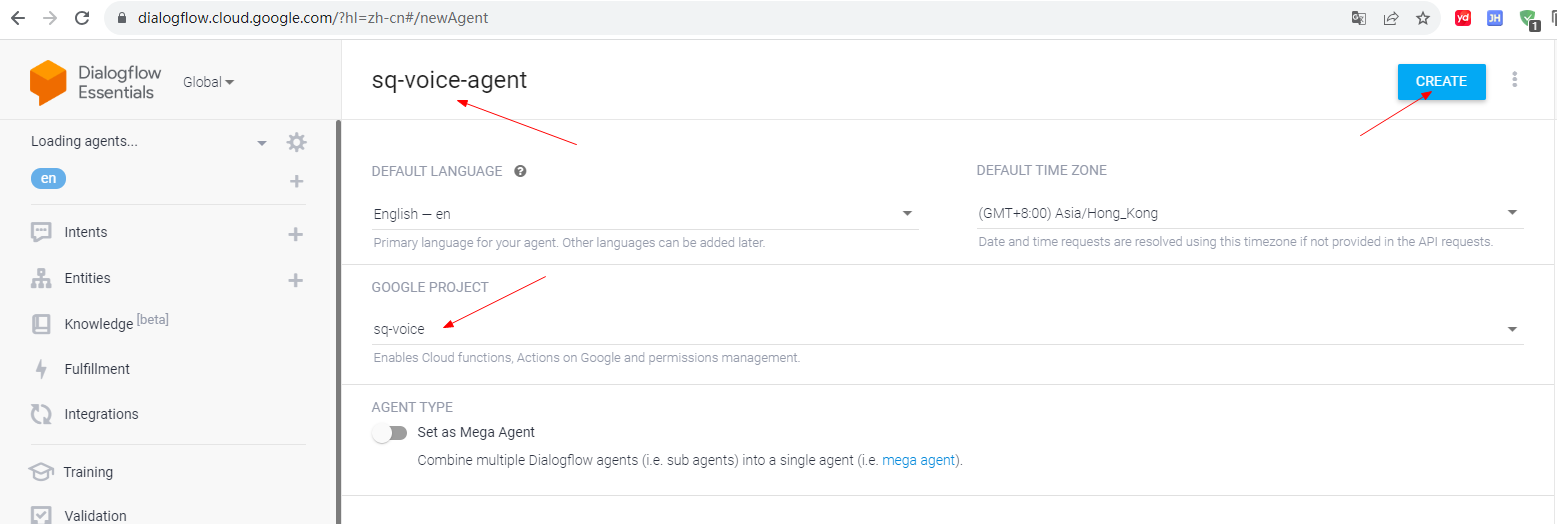 dialogflow.cloud.google.com/?hl=zh-cn#/newAgent
yd
JH
1
Dialogflow
Essentials
Global
sq-voice-agent
CREATE
Loading agents...
en
Intents
Entities
Knowledge [beta]
Fulfillment
Integrations
Training
Validation
DEFAULT LANGUAGE ?
English — en
Primary language for your agent. Other languages can be added later.
DEFAULT TIME ZONE
(GMT+8:00) Asia/Hong_Kong
Date and time requests are resolved using this timezone if not provided in the API requests.
GOOGLE PROJECT
sq-voice
Enables Cloud functions, Actions on Google and permissions management.
AGENT TYPE
Set as Mega Agent
Combine multiple Dialogflow agents (i.e. sub agents) into a single agent (i.e. mega agent).